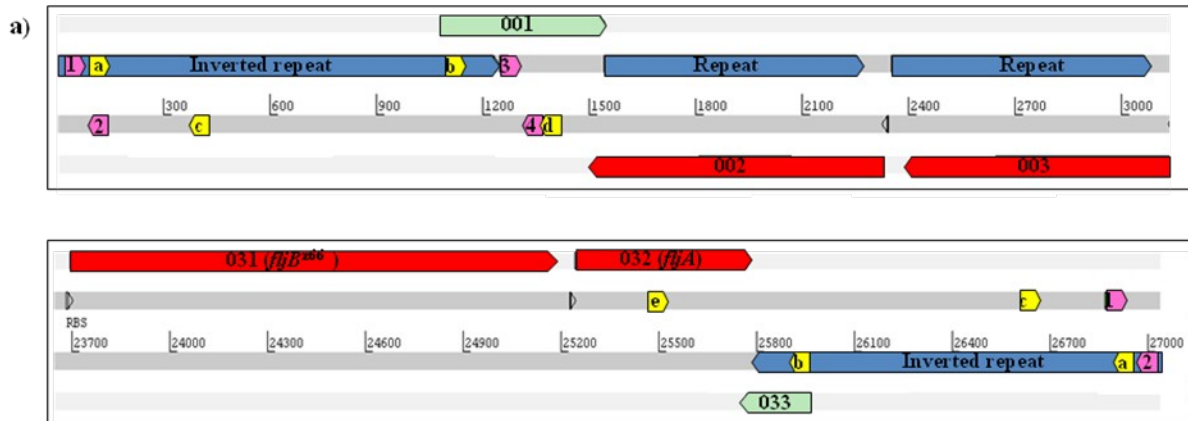 a)
001
1 a Inverted repeat b 3 Repeat Repeat
300 600 900 1200 1500 1800 2100 2400 2700 3000
2 c 4 d
002 003
031 (fljB^z66) 032 (fljA)
e c 1
RBS
23700 24000 24300 24600 24900 25200 25500 25800 26100 26400 26700 27000
b Inverted repeat a 2
033